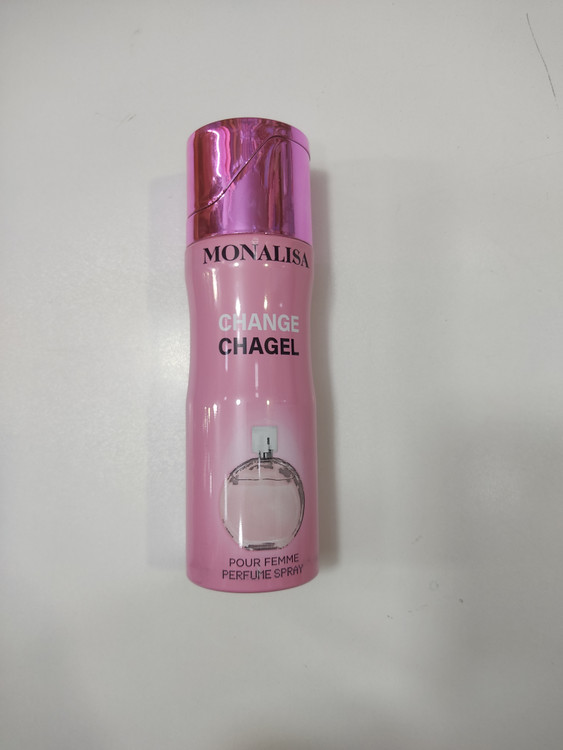 MONALISA
CHANGE
CHAGEL
POUR FEMME
PERFUME SPRAY